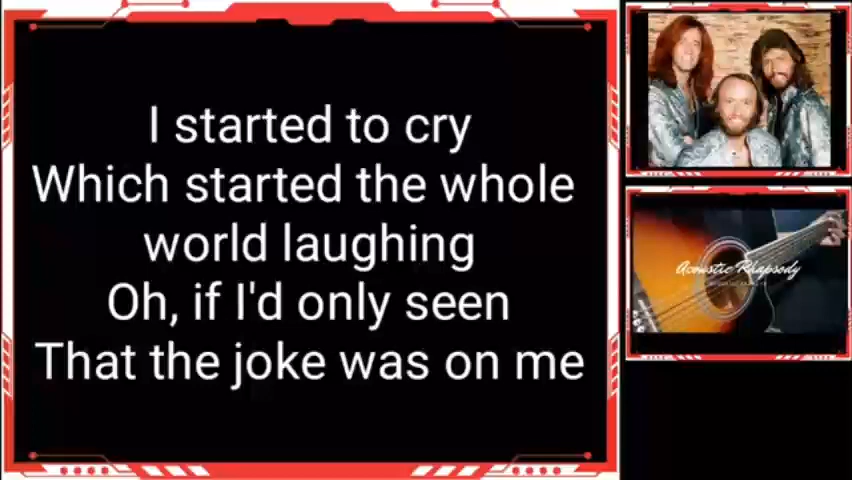 I started to cry
Which started the whole
world laughing
Oh, if I'd only seen
That the joke was on me
Acoustic Rhapsody